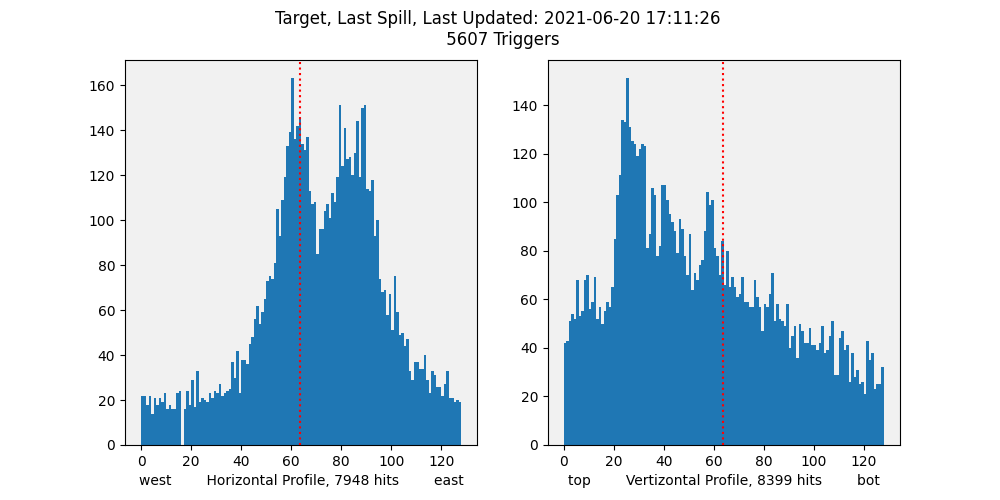 Target, Last Spill, Last Updated: 2021-06-20 17:11:26
5607 Triggers
160
140
120
100
80
60
40
20
0
0 20 40 60 80 100 120
west Horizontal Profile, 7948 hits east
140
120
100
80
60
40
20
0
0 20 40 60 80 100 120
top Vertizontal Profile, 8399 hits bot